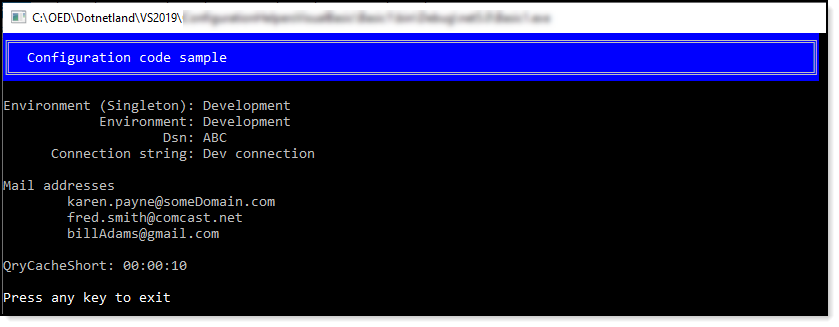 C:\OED\Dotnetland\VS2019\
Configuration code sample
Environment (Singleton): Development
Environment: Development
Dsn: ABC
Connection string: Dev connection
Mail addresses
karen.payne@someDomain.com
fred.smith@comcast.net
billAdams@gmail.com
QryCacheShort: 00:00:10
Press any key to exit